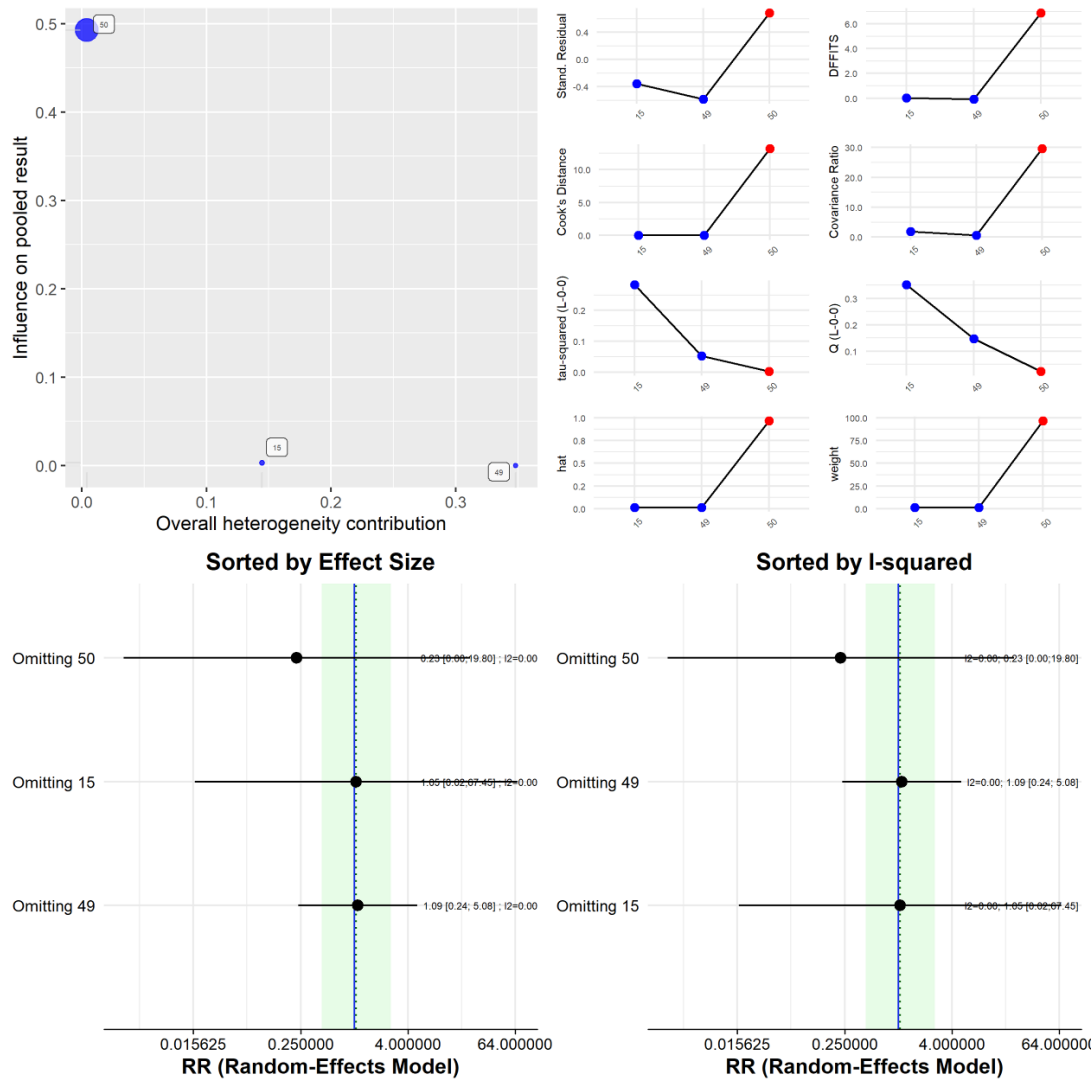 0.5
0.4
0.3
0.2
0.1
0.0
Influence on pooled result
50
15
49
0.0 0.1 0.2 0.3
Overall heterogeneity contribution
Stand. Residual
0.4
0.0
-0.4
15 49 50
DFFITS
6.0
4.0
2.0
0.0
15 49 50
Cook's Distance
10.0
5.0
0.0
15 49 50
Covariance Ratio
30.0
20.0
10.0
0.0
15 49 50
tau-squared (L-0-0)
0.2
0.1
0.0
15 49 50
Q (L-0-0)
0.3
0.2
0.1
15 49 50
hat
1.0
0.8
0.5
0.2
0.0
15 49 50
weight
100.0
75.0
50.0
25.0
0.0
15 49 50
Sorted by Effect Size
Omitting 50 0.23 [0.00;19.80] ; I2=0.00
Omitting 15 1.05 [0.02;67.45] ; I2=0.00
Omitting 49 1.09 [0.24; 5.08] ; I2=0.00
0.015625 0.250000 4.000000 64.000000
RR (Random-Effects Model)
Sorted by I-squared
Omitting 50 I2=0.00; 0.23 [0.00;19.80]
Omitting 49 I2=0.00; 1.09 [0.24; 5.08]
Omitting 15 I2=0.00; 1.05 [0.02;67.45]
0.015625 0.250000 4.000000 64.00000
RR (Random-Effects Model)